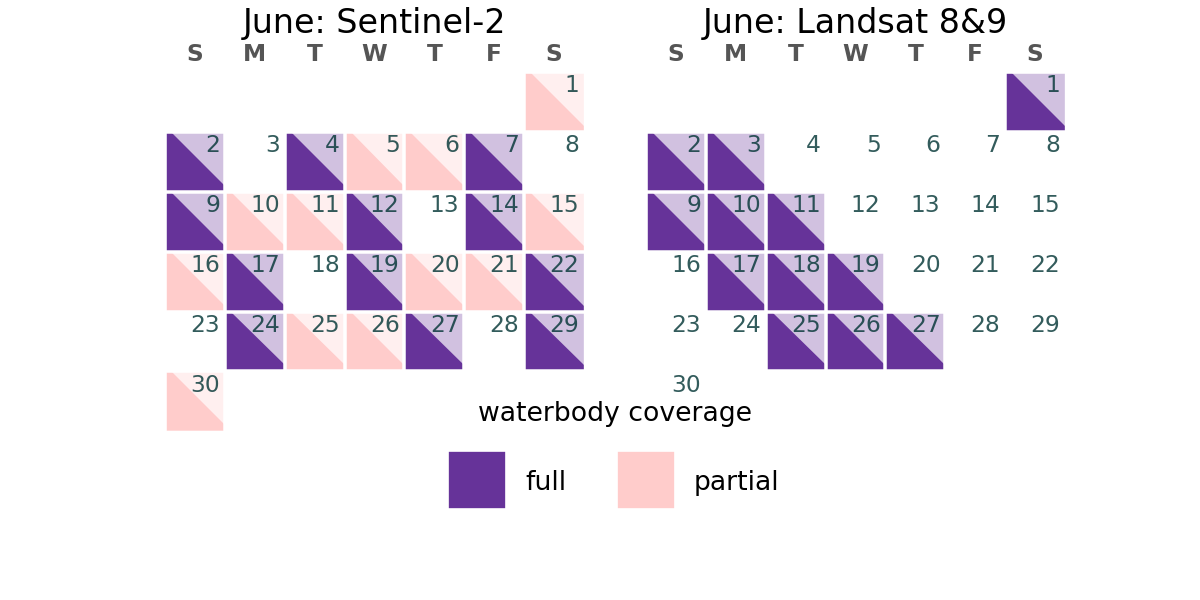 June: Sentinel-2
S M T W T F S
1
2 3 4 5 6 7 8
9 10 11 12 13 14 15
16 17 18 19 20 21 22
23 24 25 26 27 28 29
30
June: Landsat 8&9
S M T W T F S
1
2 3 4 5 6 7 8
9 10 11 12 13 14 15
16 17 18 19 20 21 22
23 24 25 26 27 28 29
30
waterbody coverage
full partial